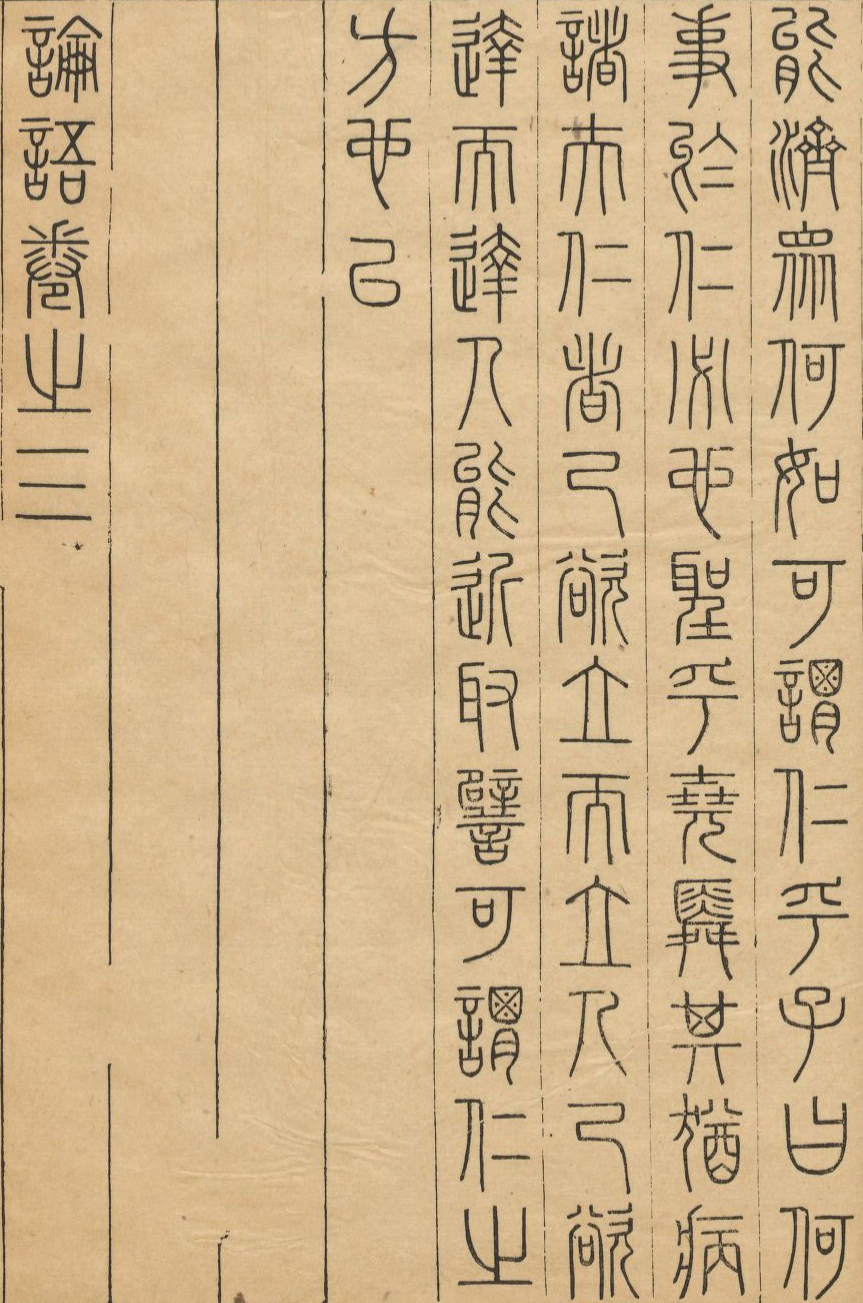 能濟眾何如可謂仁乎子曰何
事於仁必也聖乎堯舜其猶病
諸夫仁者己欲立而立人己欲
達而達人能近取譬可謂仁之
方也已
論語卷之三